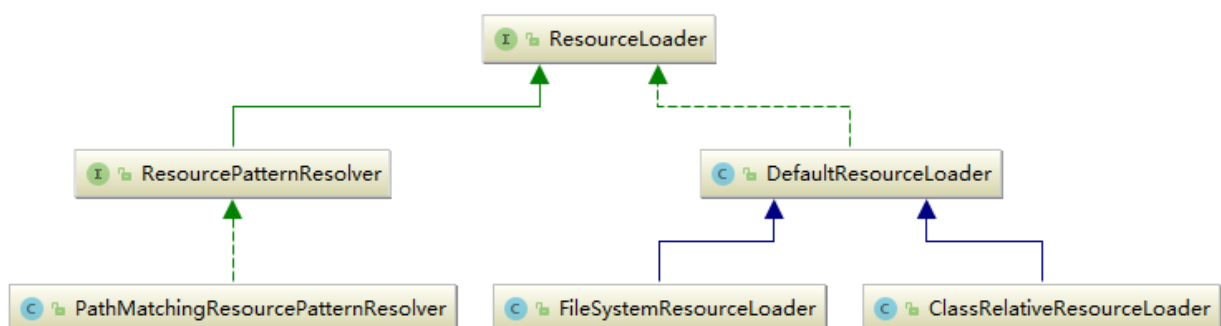 I ResourceLoader
I ResourcePatternResolver
C DefaultResourceLoader
C PathMatchingResourcePatternResolver
C FileSystemResourceLoader
C ClassRelativeResourceLoader